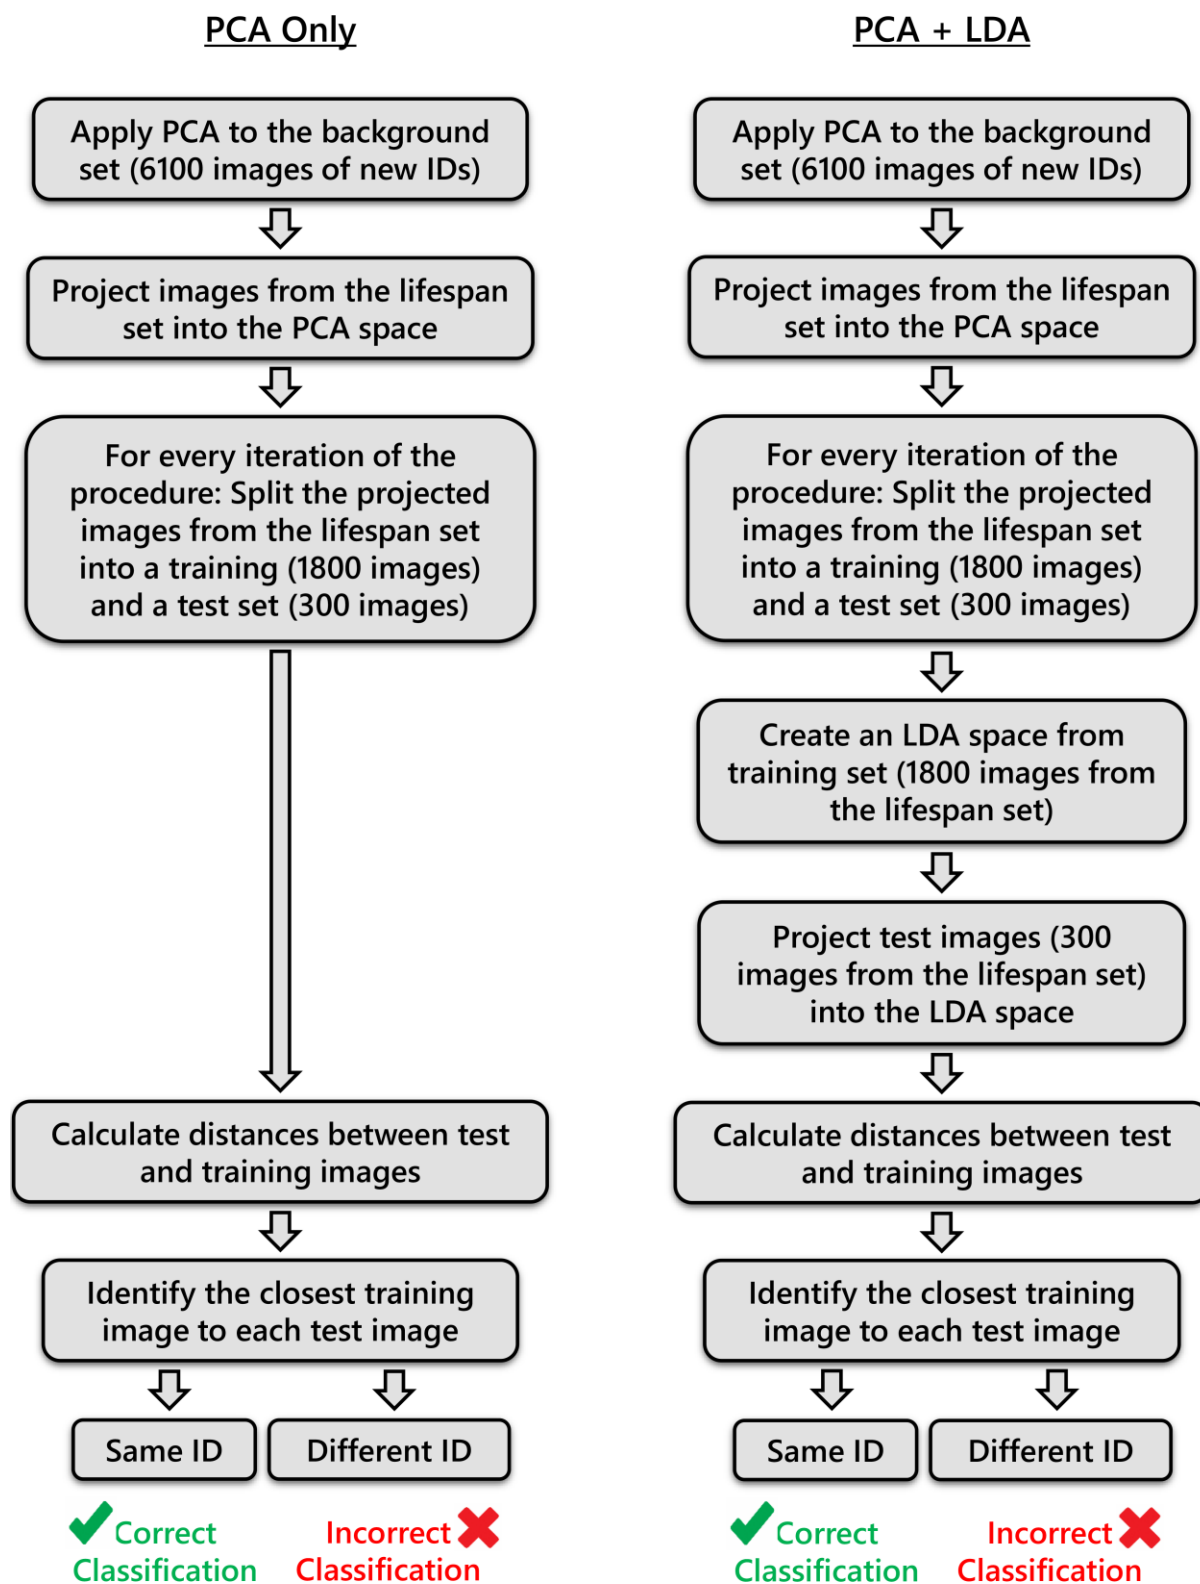 PCA Only
Apply PCA to the background
set (6100 images of new IDs)
Project images from the lifespan
set into the PCA space
For every iteration of the
procedure: Split the projected
images from the lifespan set
into a training (1800 images)
and a test set (300 images)
Calculate distances between test
and training images
Identify the closest training
image to each test image
Same ID
Different ID
Correct
Classification
Incorrect
Classification
PCA + LDA
Apply PCA to the background
set (6100 images of new IDs)
Project images from the lifespan
set into the PCA space
For every iteration of the
procedure: Split the projected
images from the lifespan set
into a training (1800 images)
and a test set (300 images)
Create an LDA space from
training set (1800 images from
the lifespan set)
Project test images (300
images from the lifespan set)
into the LDA space
Calculate distances between test
and training images
Identify the closest training
image to each test image
Same ID
Different ID
Correct
Classification
Incorrect
Classification